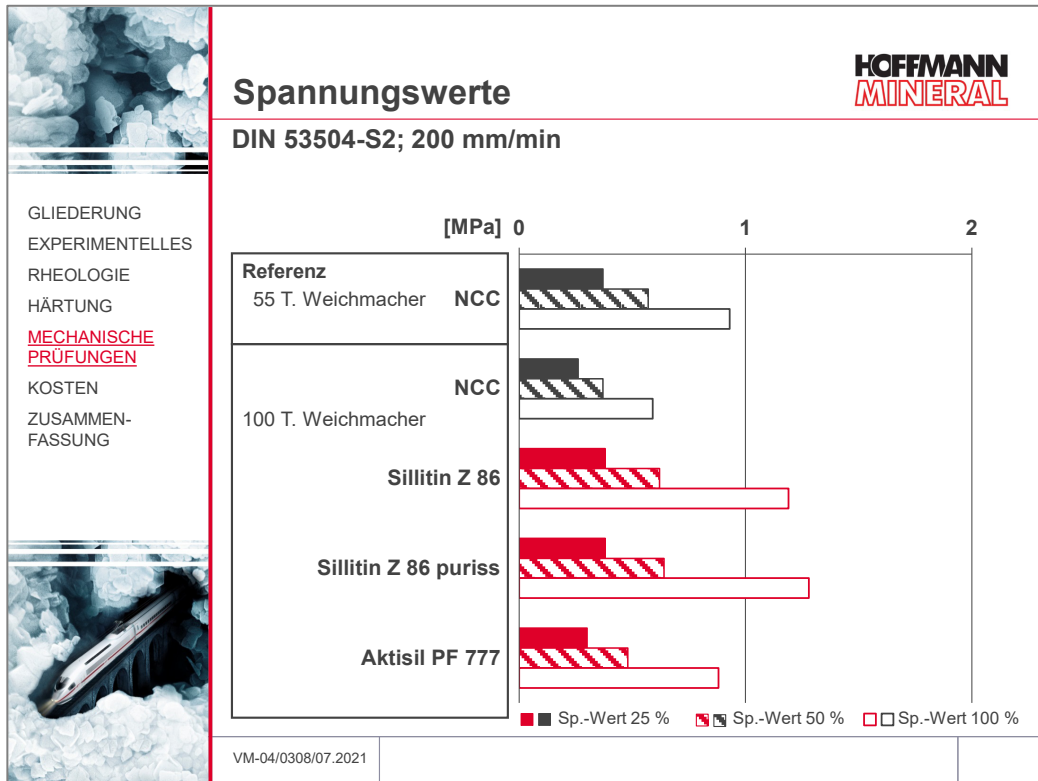 HOFFMANN
MINERAL
Spannungswerte
DIN 53504-S2; 200 mm/min
GLIEDERUNG
EXPERIMENTELLES
RHEOLOGIE
HÄRTUNG
MECHANISCHE
PRÜFUNGEN
KOSTEN
ZUSAMMEN-
FASSUNG
[MPa] 0 1 2
Referenz
55 T. Weichmacher NCC
NCC
100 T. Weichmacher
Sillitin Z 86
Sillitin Z 86 puriss
Aktisil PF 777
Sp.-Wert 25 % Sp.-Wert 50 % Sp.-Wert 100 %
VM-04/0308/07.2021